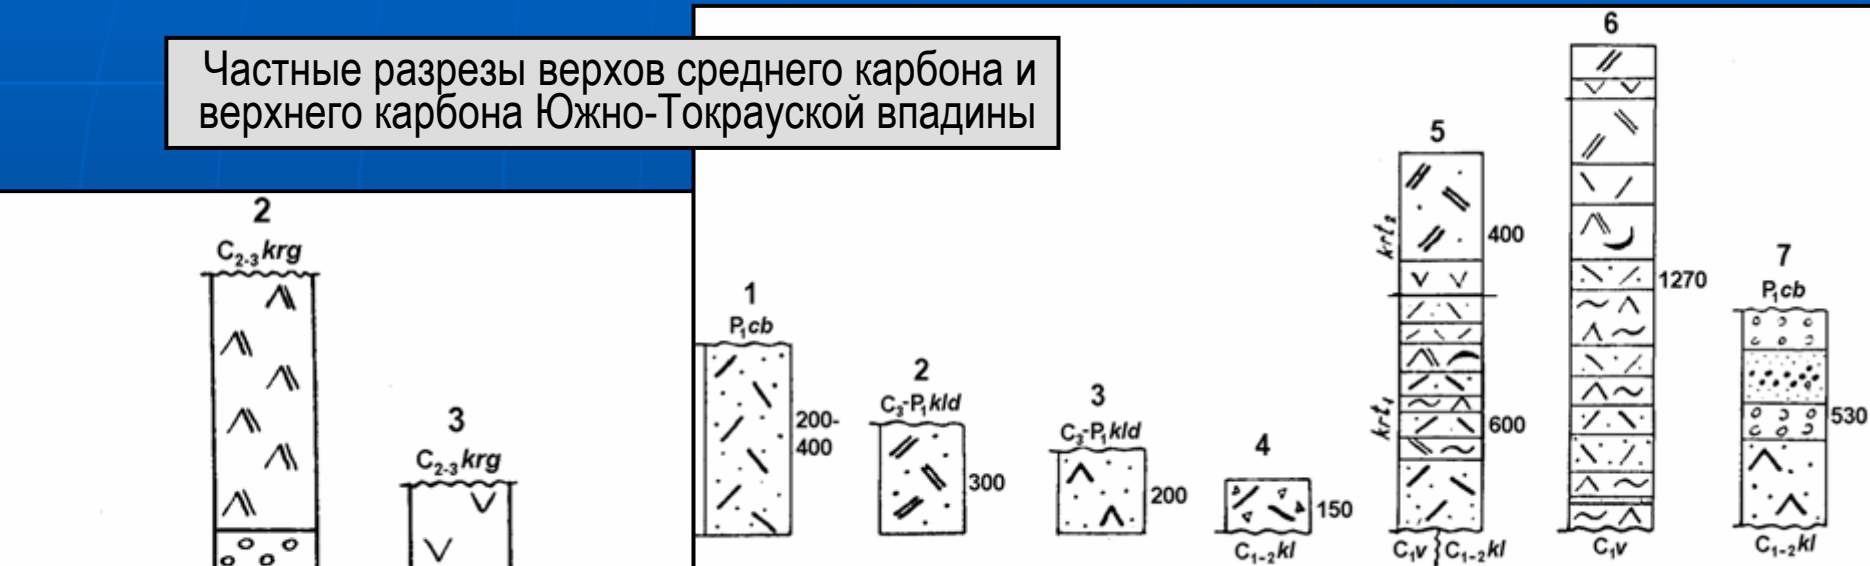 Частные разрезы верхов среднего карбона и
верхнего карбона Южно-Токрауской впадины
2
C₂₋₃krg
3
C₂₋₃krg
1
P₁cb
200-
400
2
C₃-P₁kld
300
3
C₃-P₁kld
200
4
150
C₁₋₂kl
5
krt₂
400
krt₁
600
C₁v C₁₋₂kl
6
1270
C₁v
7
P₁cb
530
C₁₋₂kl